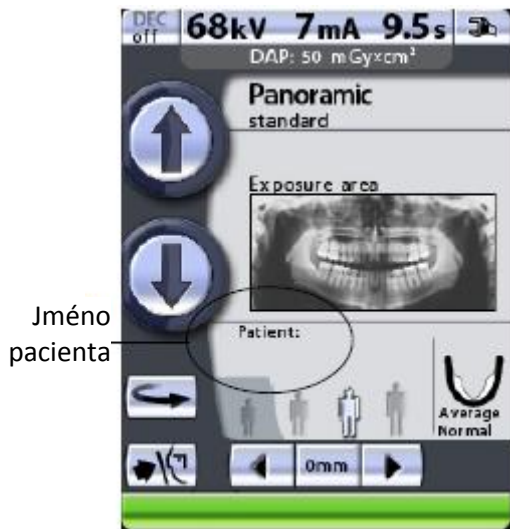 DEC
off
68kV 7mA 9.5s
DAP: 50 mGy×cm²
Panoramic
standard
Exposure area
Jméno
pacienta
Patient:
Average
Normal
0mm